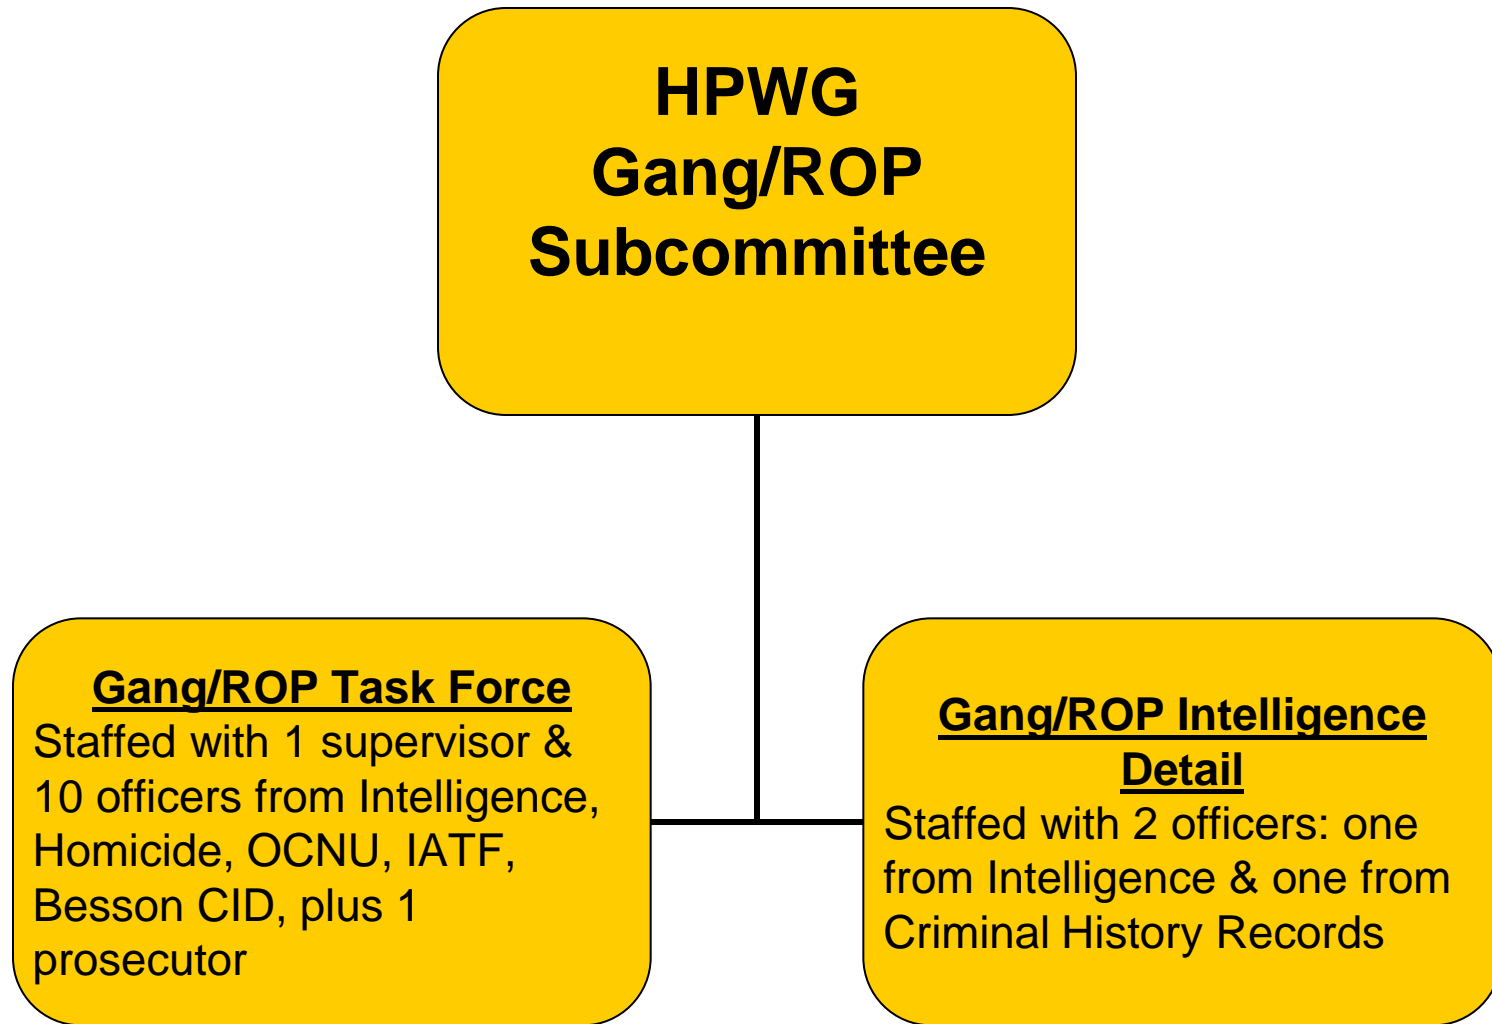 HPWG
Gang/ROP
Subcommittee
Gang/ROP Task Force
Staffed with 1 supervisor &
10 officers from Intelligence,
Homicide, OCNU, IATF,
Besson CID, plus 1
prosecutor
Gang/ROP Intelligence
Detail
Staffed with 2 officers: one
from Intelligence & one from
Criminal History Records